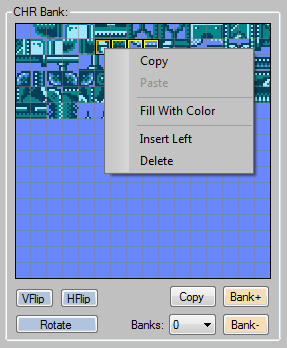 CHR Bank:
Copy
Paste
Fill With Color
Insert Left
Delete
VFlip HFlip Copy Bank+
Rotate Banks: 0 Bank-